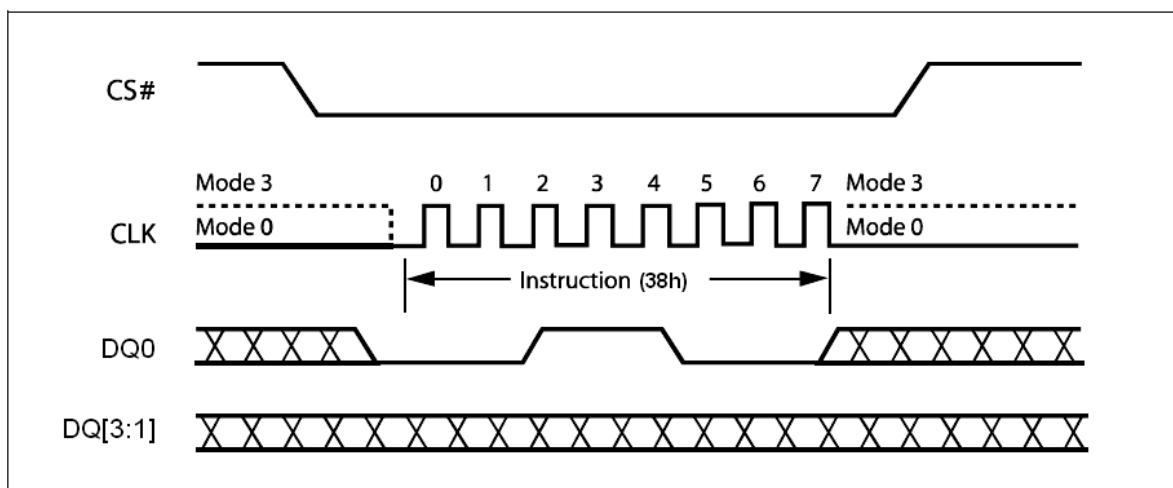 CS#
Mode 3 0 1 2 3 4 5 6 7 Mode 3
CLK Mode 0 Mode 0
Instruction (38h)
DQ0
DQ[3:1]